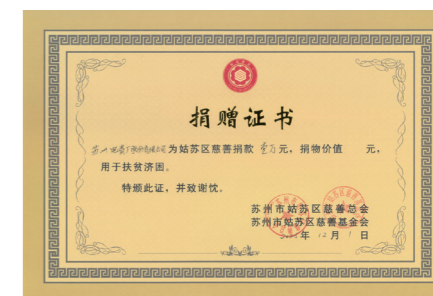 捐赠证书
为姑苏区慈善捐款 壹万元,捐物价值 元,
用于扶贫济困。
特颁此证,并致谢忱。
苏州市姑苏区慈善总会
苏州市姑苏区慈善基金会
年 12 月 1 日